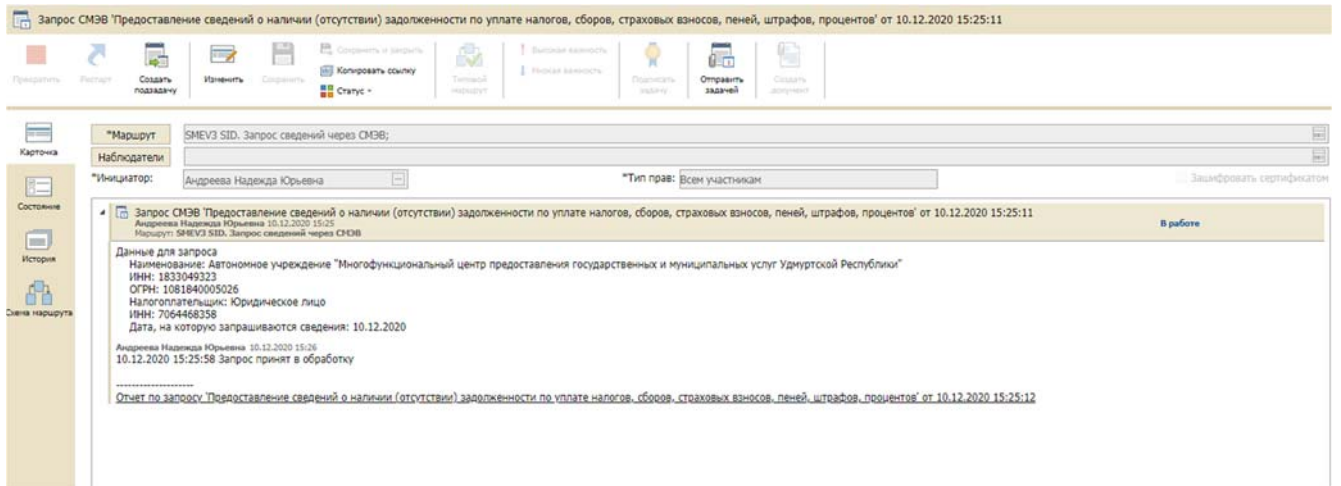 Запрос СМЭВ 'Предоставление сведений о наличии (отсутствии) задолженности по уплате налогов, сборов, страховых взносов, пеней, штрафов, процентов' от 10.12.2020 15:25:11
Прекратить
Рестарт
Создать подзадачу
Изменить
Сохранить
Сохранить и закрыть
Копировать ссылку
Статус
Типовой маршрут
Высокая важность
Низкая важность
Подписать задачу
Отправить задачей
Создать документ
Карточка
Состояние
История
Схема маршрута
*Маршрут SMEV3 SID. Запрос сведений через СМЭВ;
Наблюдатели
*Инициатор: Андреева Надежда Юрьевна *Тип прав: Всем участникам Зашифровать сертификатом
Запрос СМЭВ 'Предоставление сведений о наличии (отсутствии) задолженности по уплате налогов, сборов, страховых взносов, пеней, штрафов, процентов' от 10.12.2020 15:25:11
Андреева Надежда Юрьевна 10.12.2020 15:25 В работе
Маршрут: SMEV3 SID. Запрос сведений через СМЭВ
Данные для запроса
Наименование: Автономное учреждение "Многофункциональный центр предоставления государственных и муниципальных услуг Удмуртской Республики"
ИНН: 1833049323
ОГРН: 1081840005026
Налогоплательщик: Юридическое лицо
ИНН: 7064468358
Дата, на которую запрашиваются сведения: 10.12.2020
Андреева Надежда Юрьевна 10.12.2020 15:26
10.12.2020 15:25:58 Запрос принят в обработку
--------------------
Отчет по запросу 'Предоставление сведений о наличии (отсутствии) задолженности по уплате налогов, сборов, страховых взносов, пеней, штрафов, процентов' от 10.12.2020 15:25:12